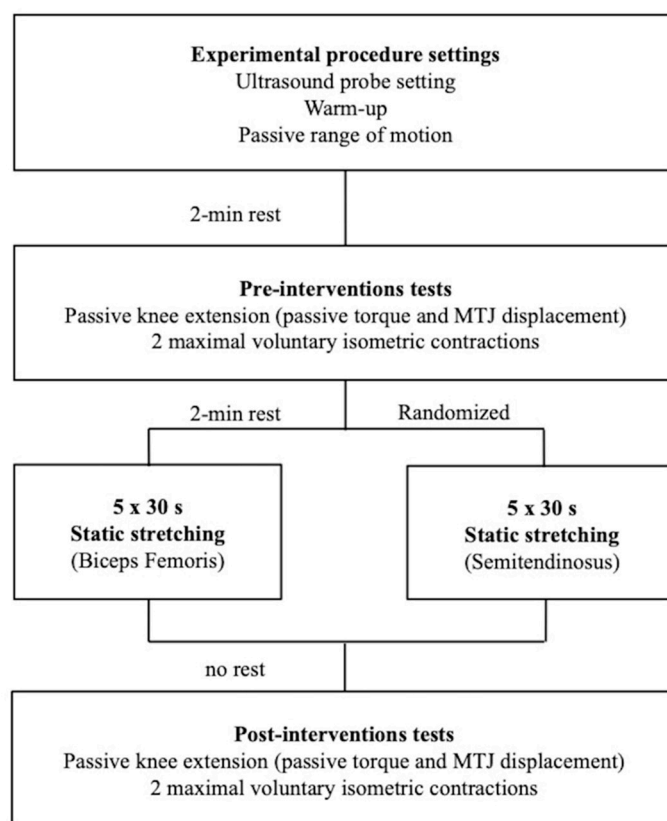 Experimental procedure settings
Ultrasound probe setting
Warm-up
Passive range of motion
2-min rest
Pre-interventions tests
Passive knee extension (passive torque and MTJ displacement)
2 maximal voluntary isometric contractions
2-min rest
Randomized
5 x 30 s
Static stretching
(Biceps Femoris)
5 x 30 s
Static stretching
(Semitendinosus)
no rest
Post-interventions tests
Passive knee extension (passive torque and MTJ displacement)
2 maximal voluntary isometric contractions